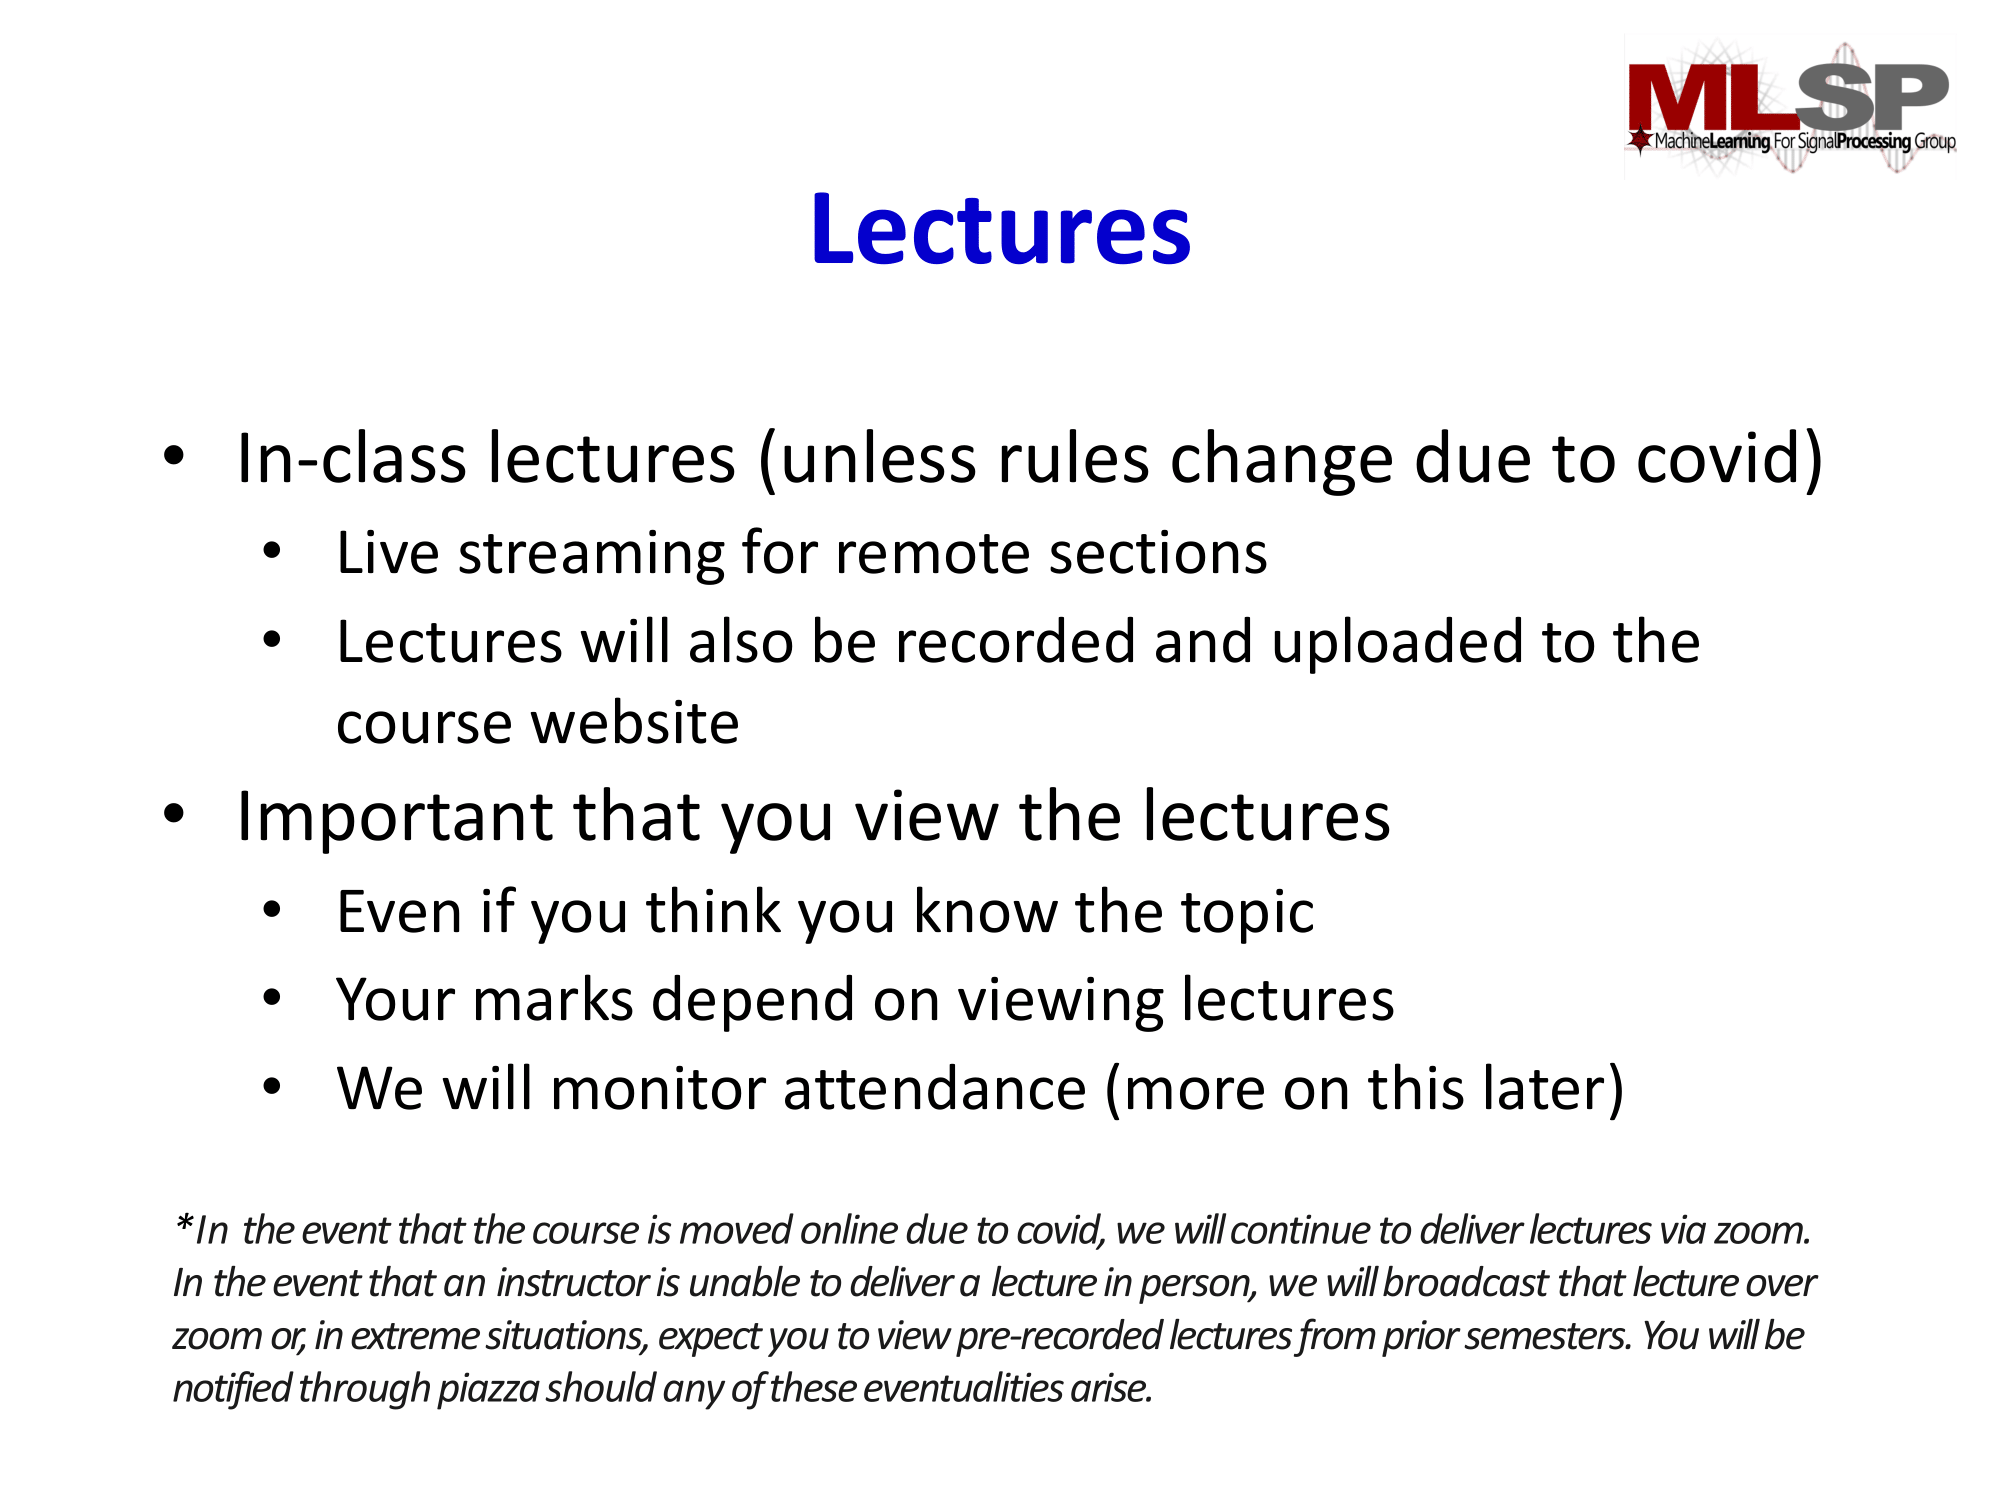 MLSP
MachineLearning For SignalProcessing Group
Lectures
• In-class lectures (unless rules change due to covid)
• Live streaming for remote sections
• Lectures will also be recorded and uploaded to the
course website
• Important that you view the lectures
• Even if you think you know the topic
• Your marks depend on viewing lectures
• We will monitor attendance (more on this later)
*In the event that the course is moved online due to covid, we will continue to deliver lectures via zoom.
In the event that an instructor is unable to deliver a lecture in person, we will broadcast that lecture over
zoom or, in extreme situations, expect you to view pre-recorded lectures from prior semesters. You will be
notified through piazza should any of these eventualities arise.